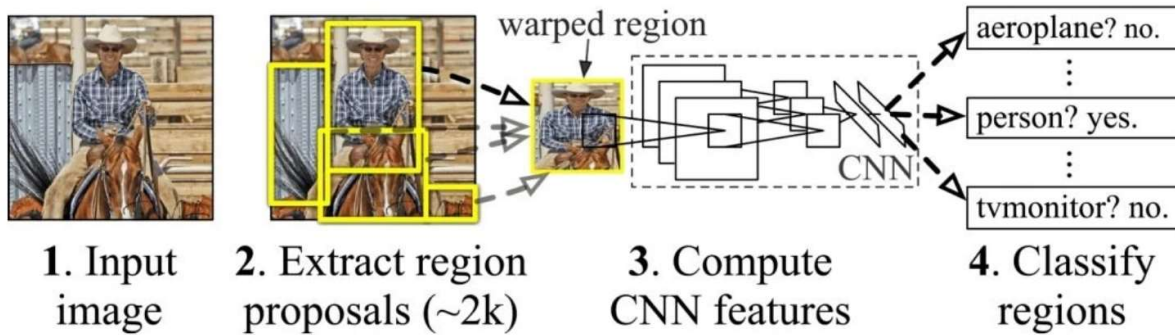 warped region
aeroplane? no.
⋮
person? yes.
CNN
⋮
tvmonitor? no.
1. Input
image
2. Extract region
proposals (~2k)
3. Compute
CNN features
4. Classify
regions